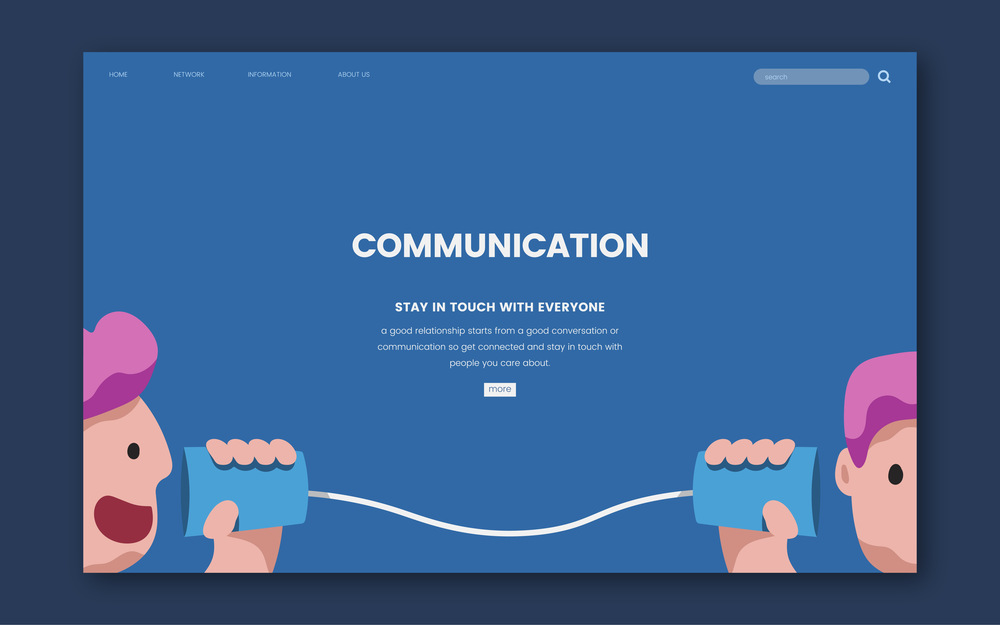 HOME NETWORK INFORMATION ABOUT US search
COMMUNICATION
STAY IN TOUCH WITH EVERYONE
a good relationship starts from a good conversation or
communication so get connected and stay in touch with
people you care about.
more